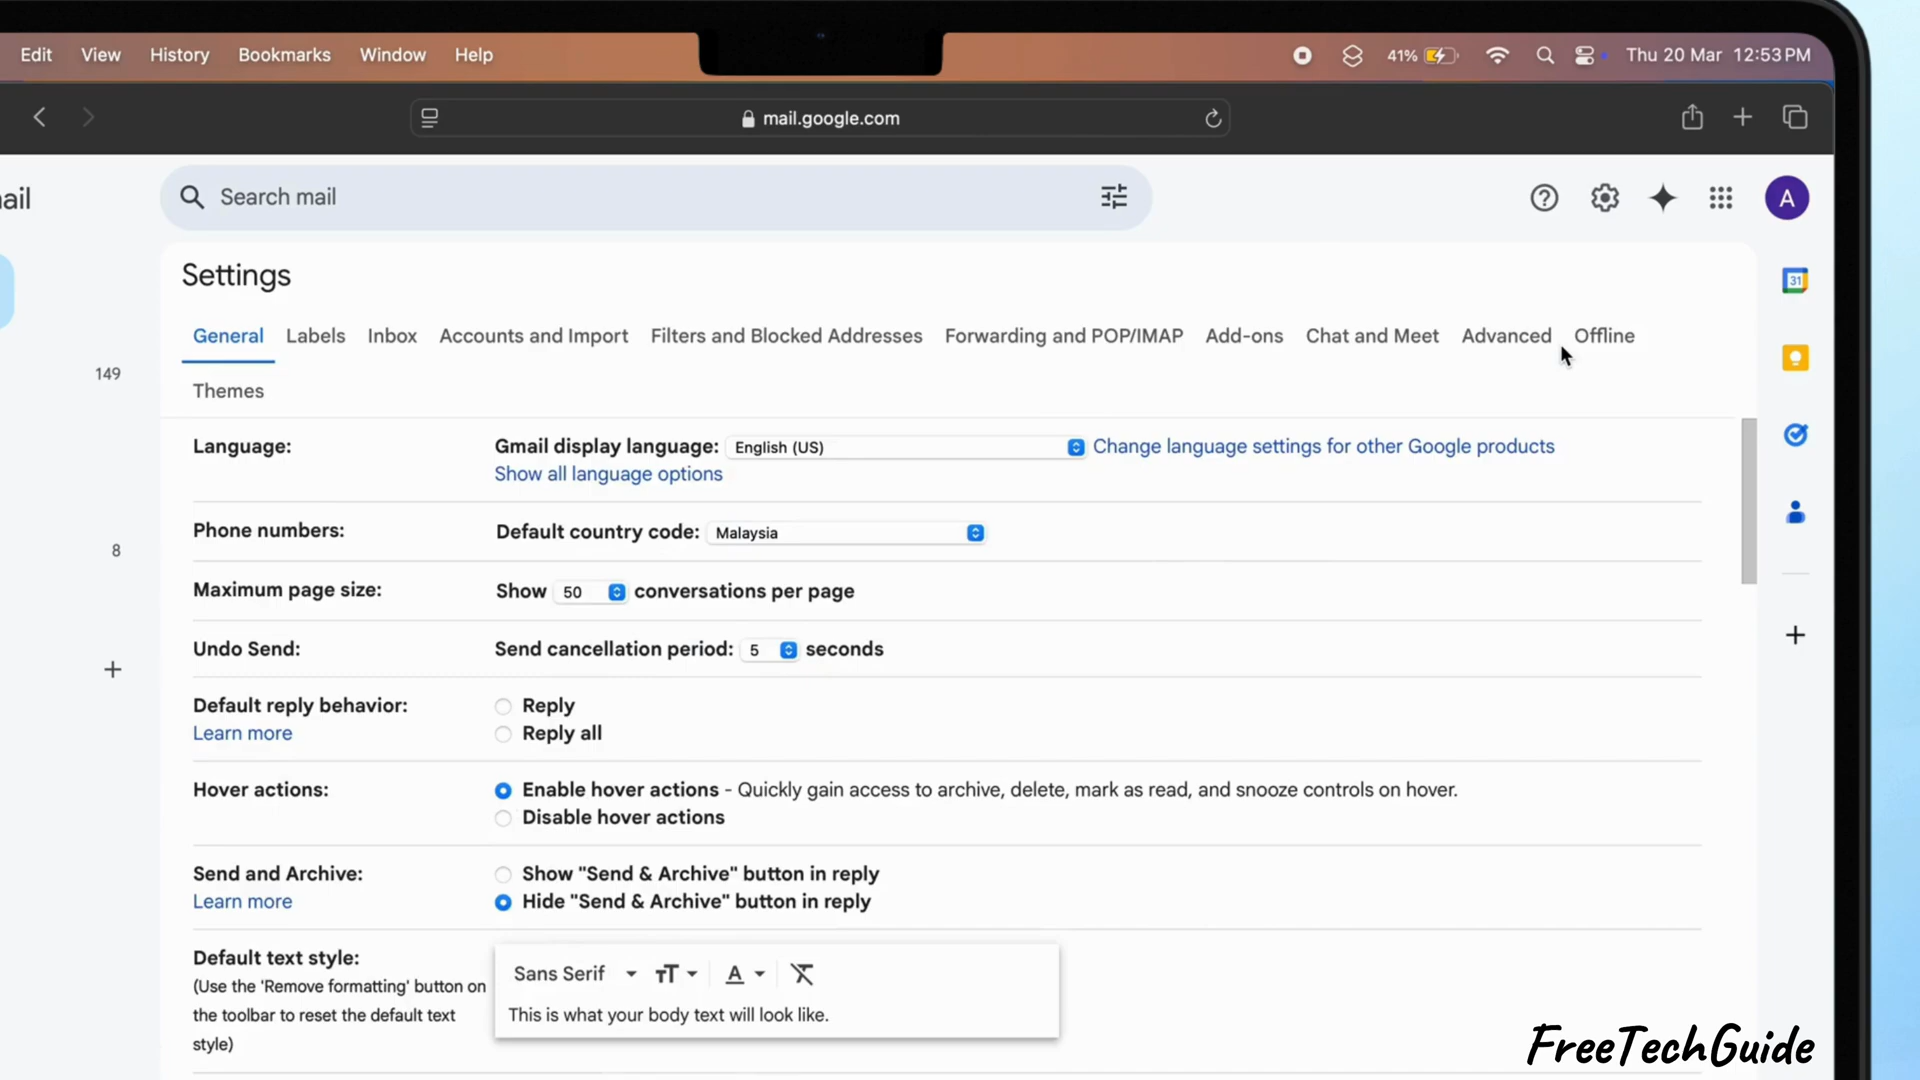 Edit View History Bookmarks Window Help 41% Thu 20 Mar 12:53 PM
mail.google.com
ail Search mail A
Settings
31
General Labels Inbox Accounts and Import Filters and Blocked Addresses Forwarding and POP/IMAP Add-ons Chat and Meet Advanced Offline
149
Themes
Language: Gmail display language: English (US) Change language settings for other Google products
Show all language options
Phone numbers: Default country code: Malaysia
8
Maximum page size: Show 50 conversations per page
Undo Send: Send cancellation period: 5 seconds
Default reply behavior: Reply
Learn more Reply all
Hover actions: Enable hover actions - Quickly gain access to archive, delete, mark as read, and snooze controls on hover.
Disable hover actions
Send and Archive: Show "Send & Archive" button in reply
Learn more Hide "Send & Archive" button in reply
Default text style: Sans Serif
(Use the 'Remove formatting' button on
the toolbar to reset the default text This is what your body text will look like.
style)
FreeTechGuide